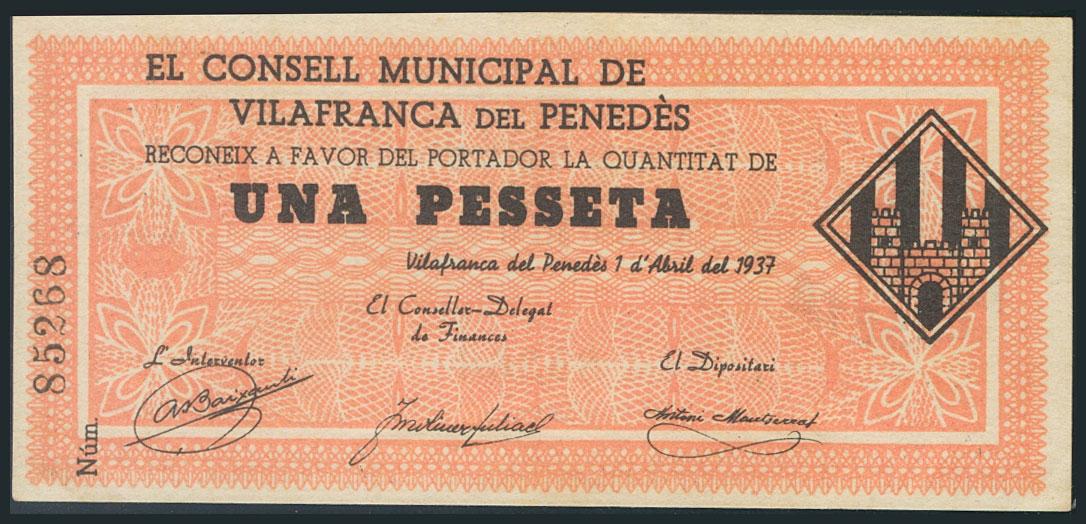 EL CONSELL MUNICIPAL DE
VILAFRANCA DEL PENEDÈS
RECONEIX A FAVOR DEL PORTADOR LA QUANTITAT DE
UNA PESSETA
Vilafranca del Penedès 1 d'Abril del 1937
El Conseller-Delegat
de Finances
L'Interventor
El Dipositari
Antoni Montserrat
Núm. 85268